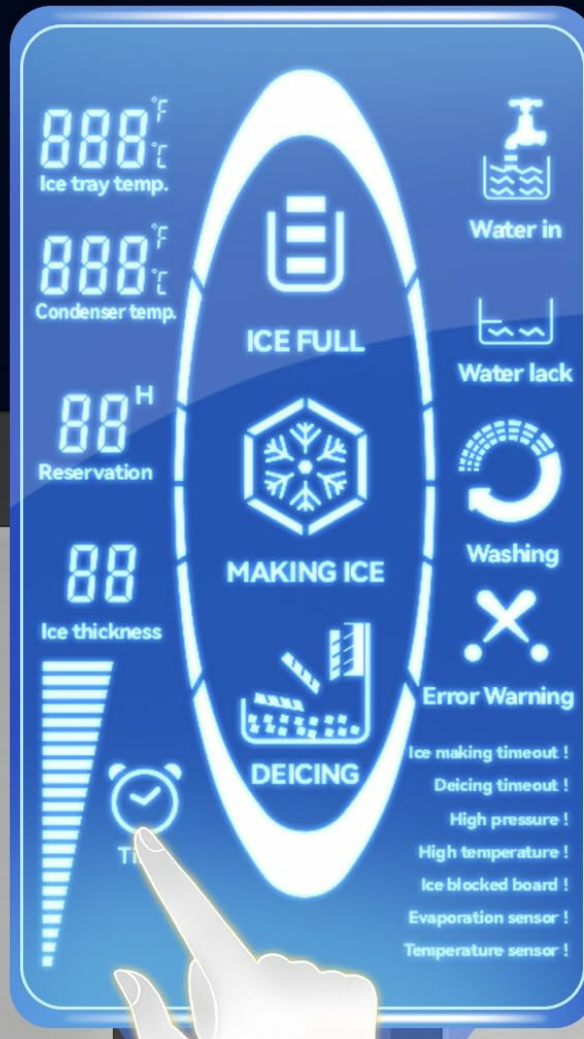 888 °F
°C
Ice tray temp.
888 °F
°C
Condenser temp.
88 H
Reservation
88
Ice thickness
ICE FULL
MAKING ICE
DEICING
Water in
Water lack
Washing
Error Warning
Ice making timeout !
Deicing timeout !
High pressure !
High temperature !
Ice blocked board !
Evaporation sensor !
Temperature sensor !